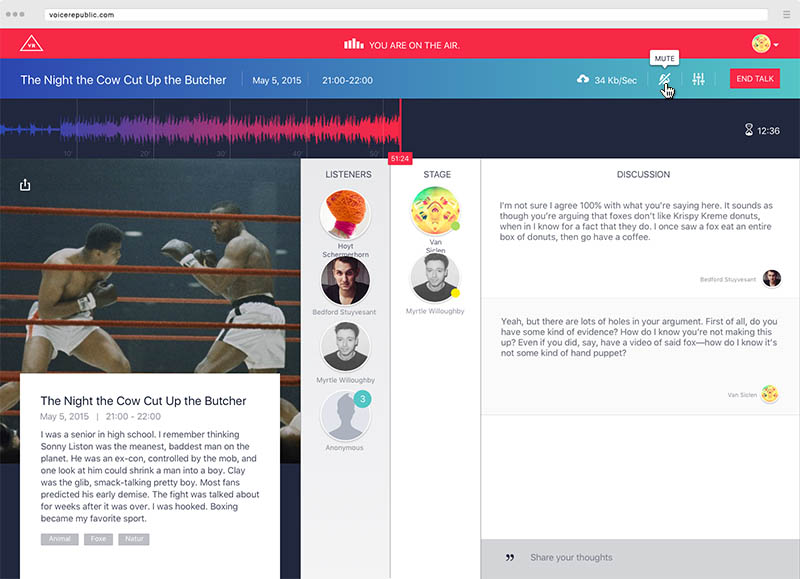 voicerepublic.com
VR
YOU ARE ON THE AIR.
The Night the Cow Cut Up the Butcher
May 5, 2015
21:00-22:00
34 Kb/Sec
MUTE
END TALK
10'
20'
30'
40'
50'
51:24
12:36
LISTENERS
Hoyt
Schermerhorn
Bedford Stuyvesant
Myrtle Willoughby
3
Anonymous
STAGE
Van
Siclen
Myrtle Willoughby
DISCUSSION
I'm not sure I agree 100% with what you're saying here. It sounds as
though you're arguing that foxes don't like Krispy Kreme donuts,
when in I know for a fact that they do. I once saw a fox eat an entire
box of donuts, then go have a coffee.
Bedford Stuyvesant
Yeah, but there are lots of holes in your argument. First of all, do you
have some kind of evidence? How do I know you're not making this
up? Even if you did, say, have a video of said fox—how do I know it's
not some kind of hand puppet?
Van Siclen
The Night the Cow Cut Up the Butcher
May 5, 2015 | 21:00 - 22:00
I was a senior in high school. I remember thinking
Sonny Liston was the meanest, baddest man on the
planet. He was an ex-con, controlled by the mob, and
one look at him could shrink a man into a boy. Clay
was the glib, smack-talking pretty boy. Most fans
predicted his early demise. The fight was talked about
for weeks after it was over. I was hooked. Boxing
became my favorite sport.
Animal
Foxe
Natur
Share your thoughts